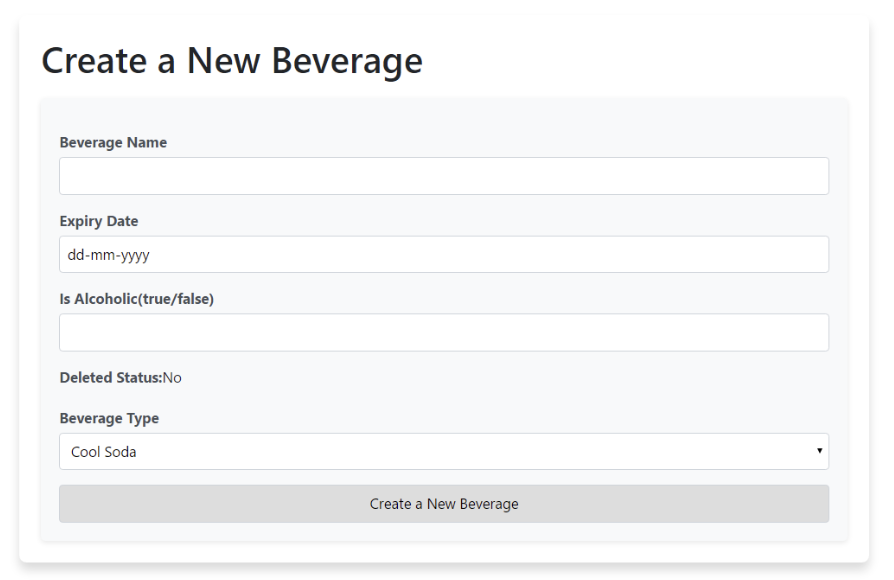 Create a New Beverage
Beverage Name
Expiry Date
dd-mm-yyyy
Is Alcoholic(true/false)
Deleted Status:No
Beverage Type
Cool Soda
Create a New Beverage